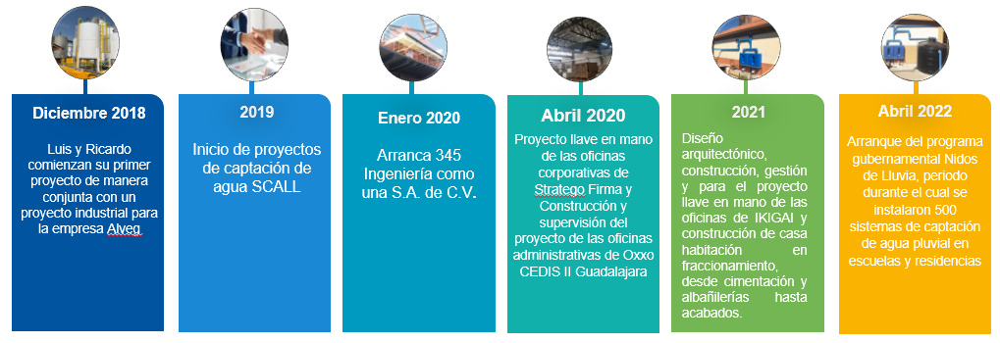 Diciembre 2018
Luis y Ricardo
comienzan su primer
proyecto de manera
conjunta con un
proyecto industrial para
la empresa Alveg
2019
Inicio de proyectos
de captación de
agua SCALL
Enero 2020
Arranca 345
Ingeniería como
una S.A. de C.V.
Abril 2020
Proyecto llave en mano
de las oficinas
corporativas de
Stratego Firma y
Construcción y
supervisión del
proyecto de las oficinas
administrativas de Oxxo
CEDIS II Guadalajara
2021
Diseño
arquitectónico,
construcción, gestión
y para el proyecto
llave en mano de las
oficinas de IKIGAI y
construcción de casa
habitación en
fraccionamiento,
desde cimentación y
albañilerías hasta
acabados.
Abril 2022
Arranque del programa
gubernamental Nidos
de Lluvia, periodo
durante el cual se
instalaron 500
sistemas de captación
de agua pluvial en
escuelas y residencias